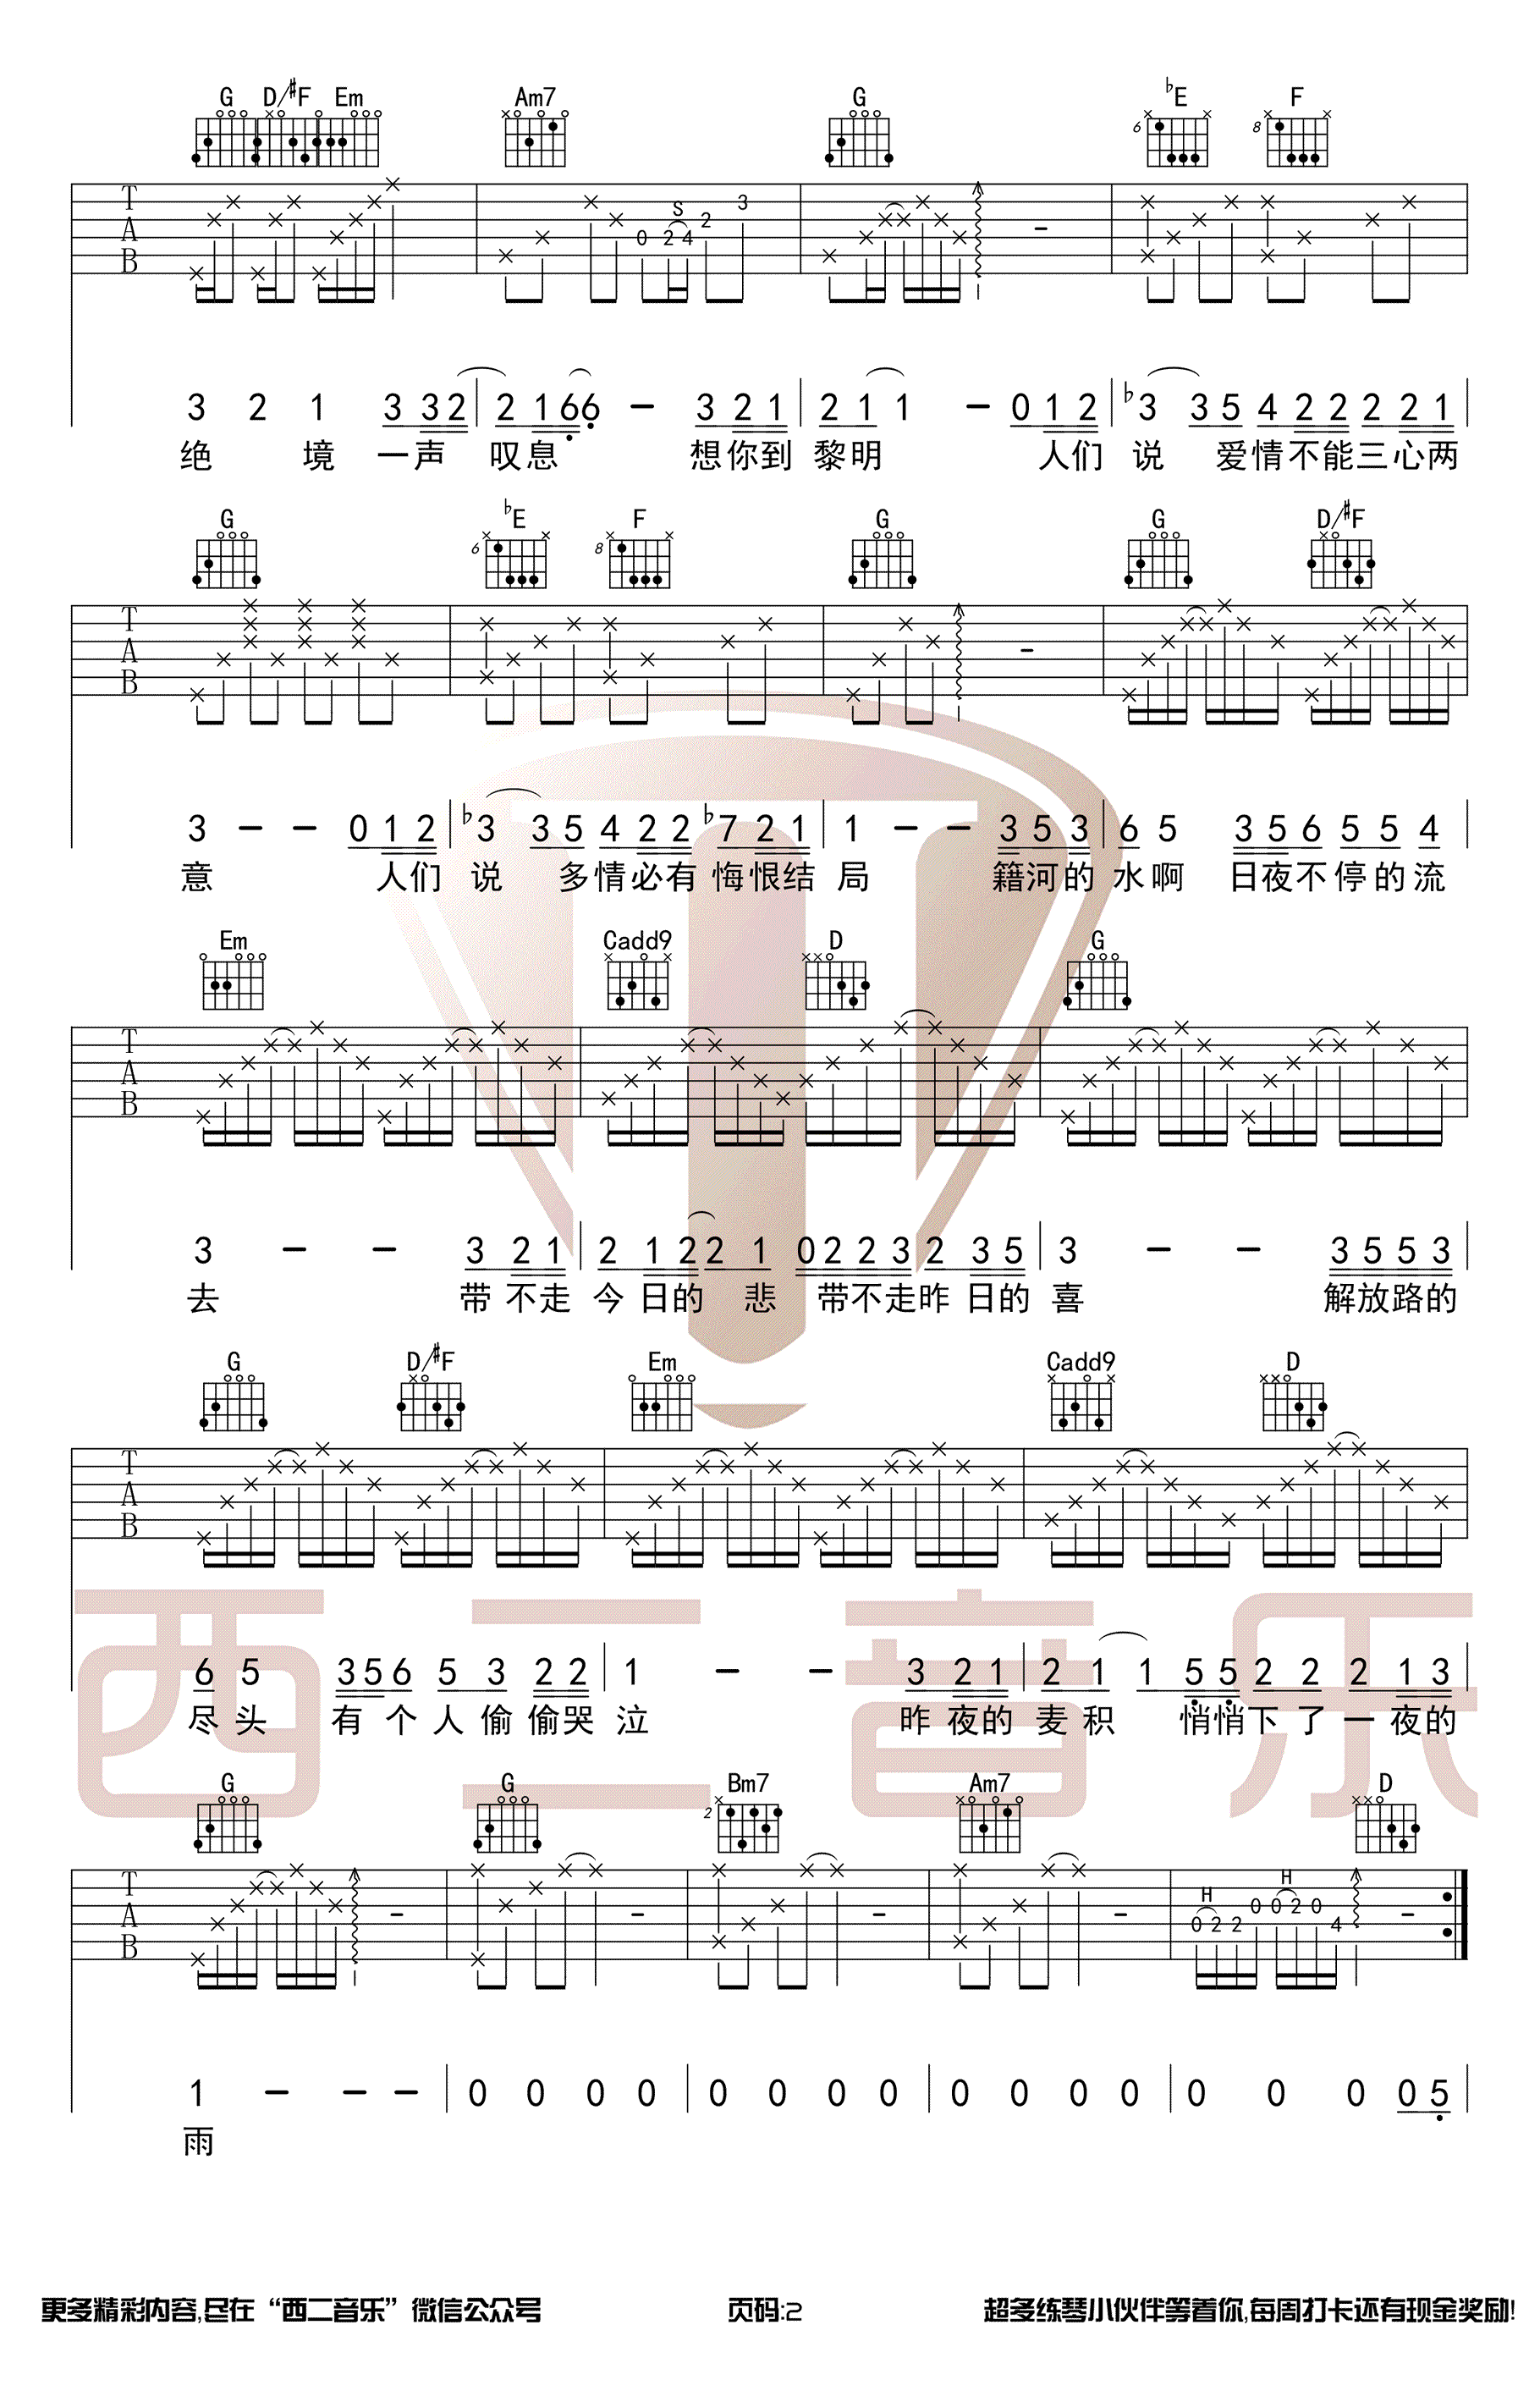 G D/#F Em Am7 G bE F
T A B S 0 2 4 2 3
3 2 1 3 3 2 | 2 1 6 6 - 3 2 1 | 2 1 1 - 0 1 2 | b3 3 5 4 2 2 2 2 1 |
绝 境 一声 叹息 想你到 黎明 人们 说 爱情不能三心两
G bE F G G D/#F
T A B
3 - - 0 1 2 | b3 3 5 4 2 2 b7 2 1 | 1 - - 3 5 3 | 6 5 3 5 6 5 5 4 |
意 人们 说 多情必有 悔恨结 局 籍河的 水啊 日夜不停的流
Em Cadd9 D G
T A B
3 - - 3 2 1 | 2 1 2 2 1 0 2 2 3 2 3 5 | 3 - - 3 5 5 3
去 带不走 今日的 悲 带不走昨日的 喜 解放路的
G D/#F Em Cadd9 D
T A B
6 5 3 5 6 5 3 2 2 | 1 - - 3 2 1 | 2 1 1 5 5 2 2 2 1 3
尽头 有个人偷偷哭 泣 昨夜的 麦积 悄悄下了一夜的
西二音乐
G G Bm7 Am7 D
T A B H H 0 2 2 0 0 2 0 4
1 - - - | 0 0 0 0 | 0 0 0 0 | 0 0 0 0 | 0 0 0 0 5 |
雨
更多精彩内容,尽在“西二音乐”微信公众号 页码:2 超多练琴小伙伴等着你,每周打卡还有现金奖励!